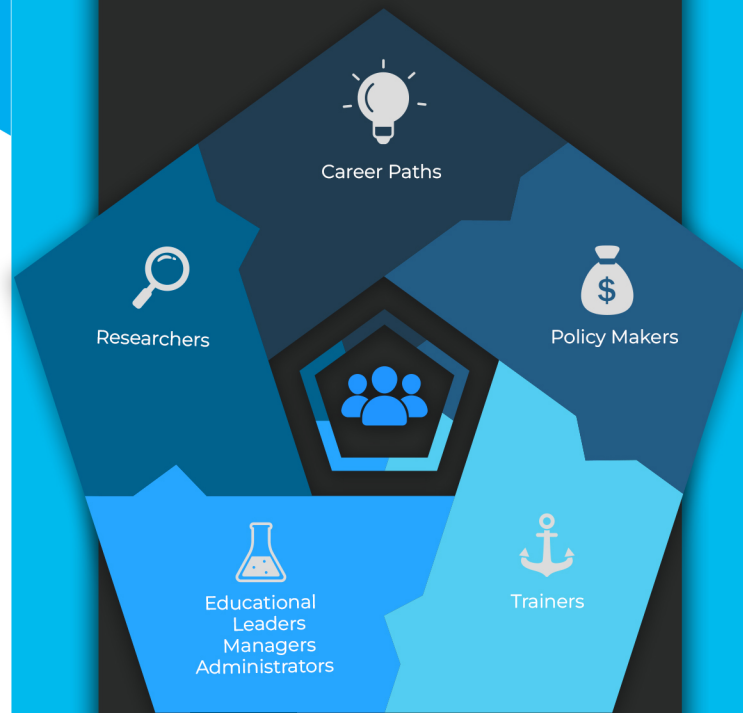 Career Paths
Researchers
$
Policy Makers
Educational
Leaders
Managers
Administrators
Trainers